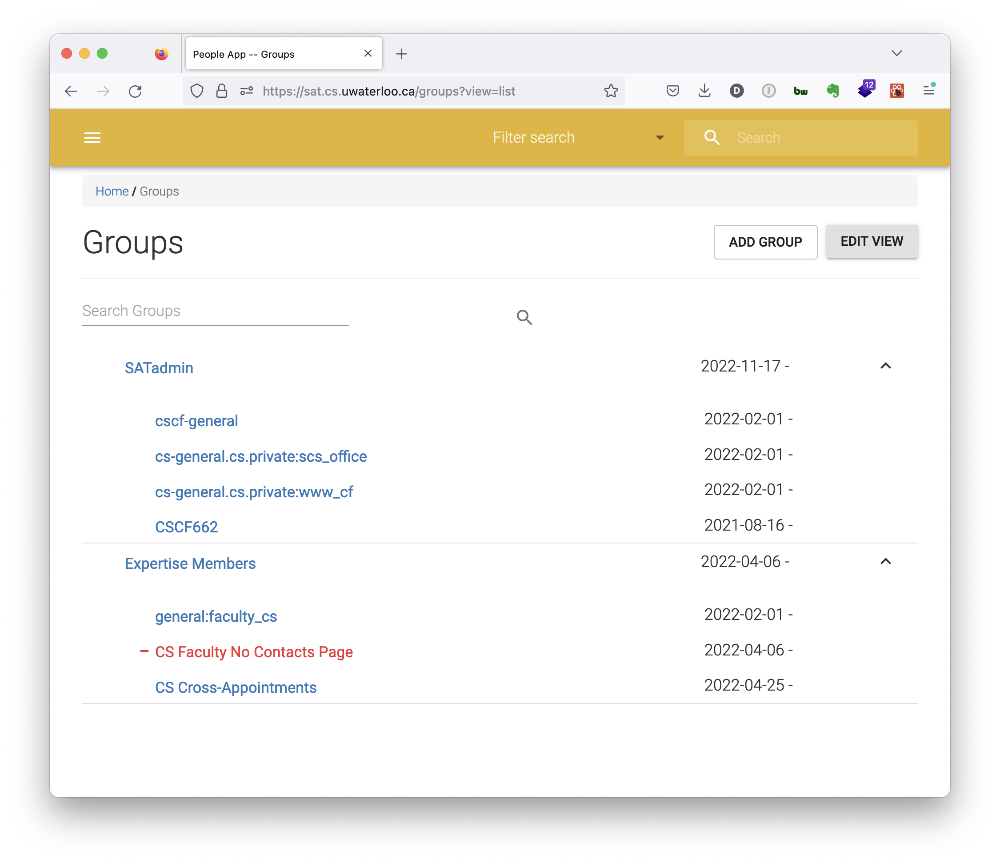 People App -- Groups
https://sat.cs.uwaterloo.ca/groups?view=list
D
bw
12
Filter search
Search
Home / Groups
Groups
ADD GROUP
EDIT VIEW
Search Groups
SATadmin 2022-11-17 -
cscf-general 2022-02-01 -
cs-general.cs.private:scs_office 2022-02-01 -
cs-general.cs.private:www_cf 2022-02-01 -
CSCF662 2021-08-16 -
Expertise Members 2022-04-06 -
general:faculty_cs 2022-02-01 -
– CS Faculty No Contacts Page 2022-04-06 -
CS Cross-Appointments 2022-04-25 -